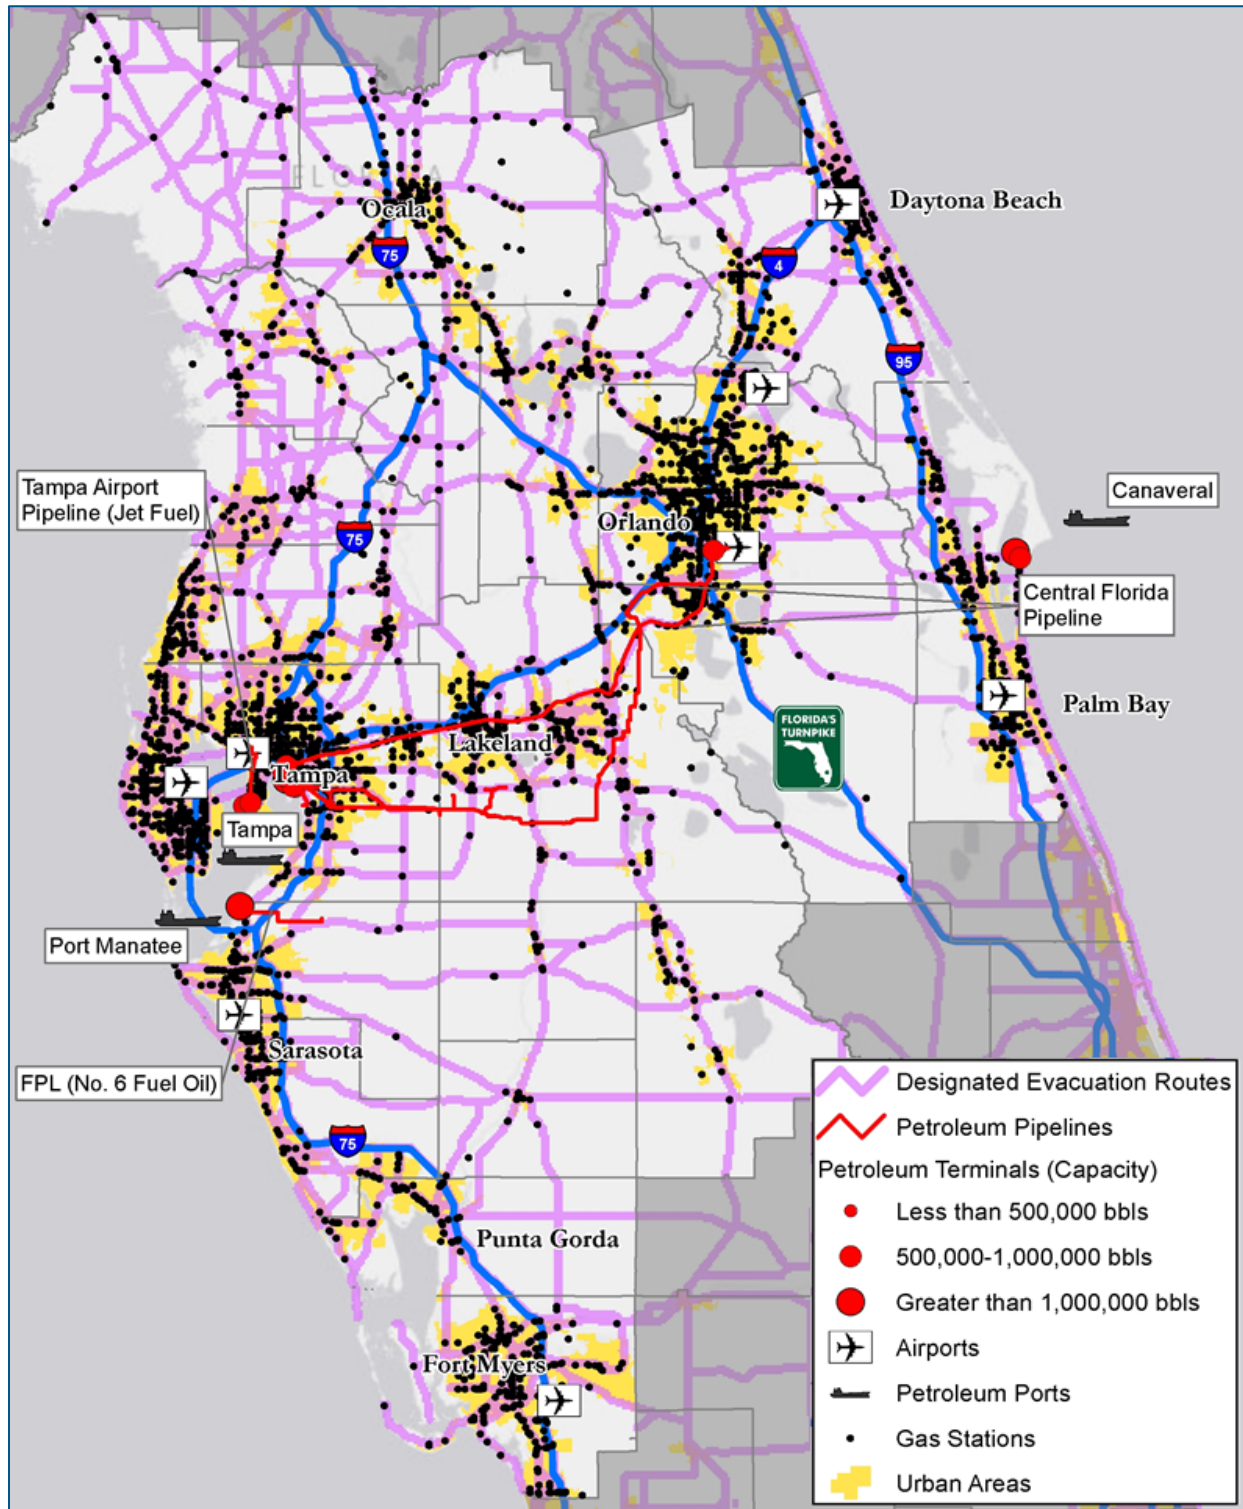 FLORIDA
Ocala
75
Daytona Beach
4
95
Tampa Airport
Pipeline (Jet Fuel)
75
Orlando
Canaveral
Central Florida
Pipeline
Palm Bay
FLORIDA'S
TURNPIKE
Lakeland
Tampa
Tampa
Port Manatee
Sarasota
FPL (No. 6 Fuel Oil)
75
Punta Gorda
Fort Myers
Designated Evacuation Routes
Petroleum Pipelines
Petroleum Terminals (Capacity)
Less than 500,000 bbls
500,000-1,000,000 bbls
Greater than 1,000,000 bbls
Airports
Petroleum Ports
Gas Stations
Urban Areas